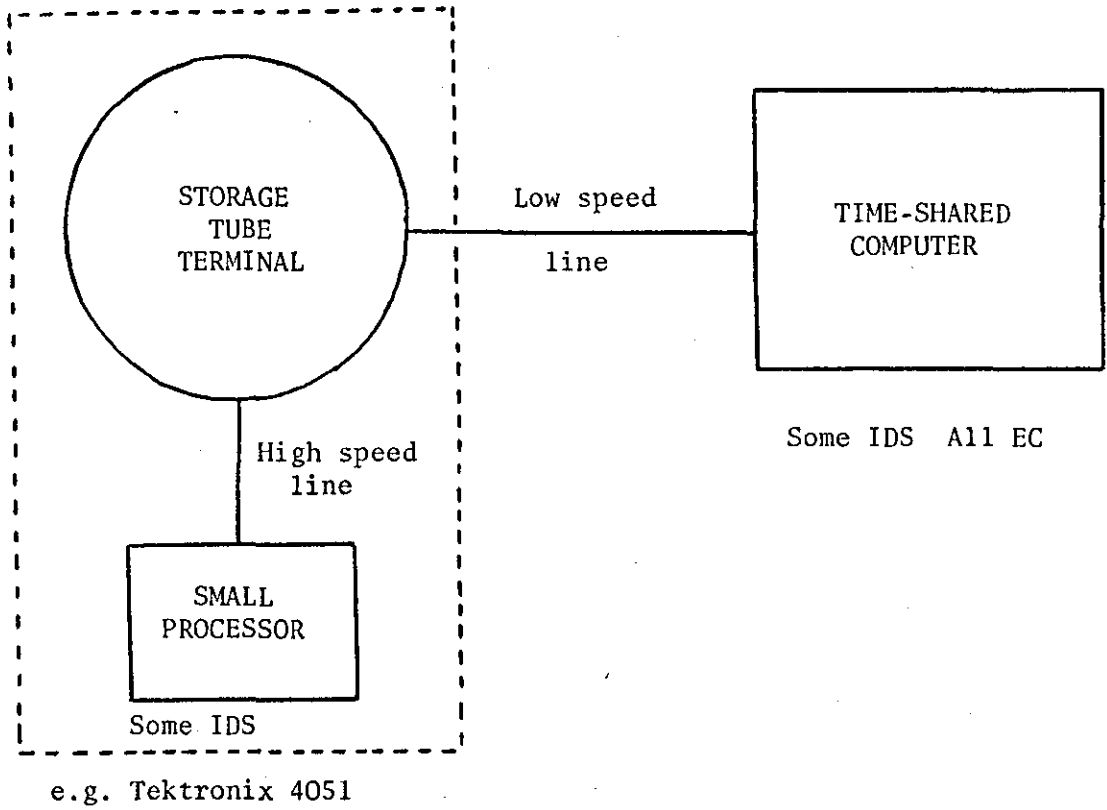 STORAGE
TUBE
TERMINAL
Low speed
line
TIME-SHARED
COMPUTER
Some IDS All EC
High speed
line
SMALL
PROCESSOR
Some IDS
e.g. Tektronix 4051